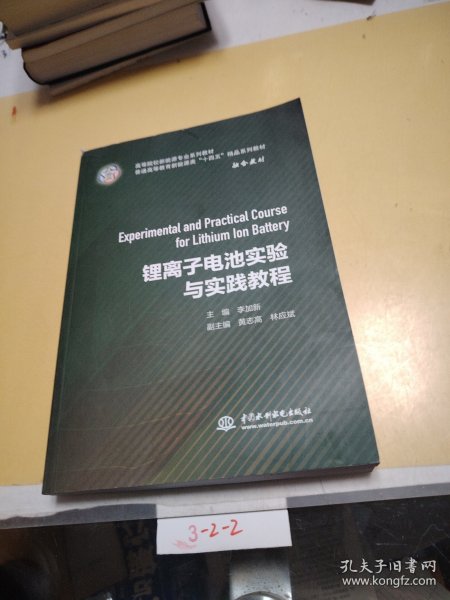 高等院校新能源专业系列教材
普通高等教育新能源类“十四五”精品系列教材
融合教材
Experimental and Practical Course
for Lithium Ion Battery
锂离子电池实验
与实践教程
主 编 李加新
副主编 黄志高 林应斌
中国水利水电出版社
www.waterpub.com.cn
3-2-2
孔夫子旧书网
www.kongfz.com